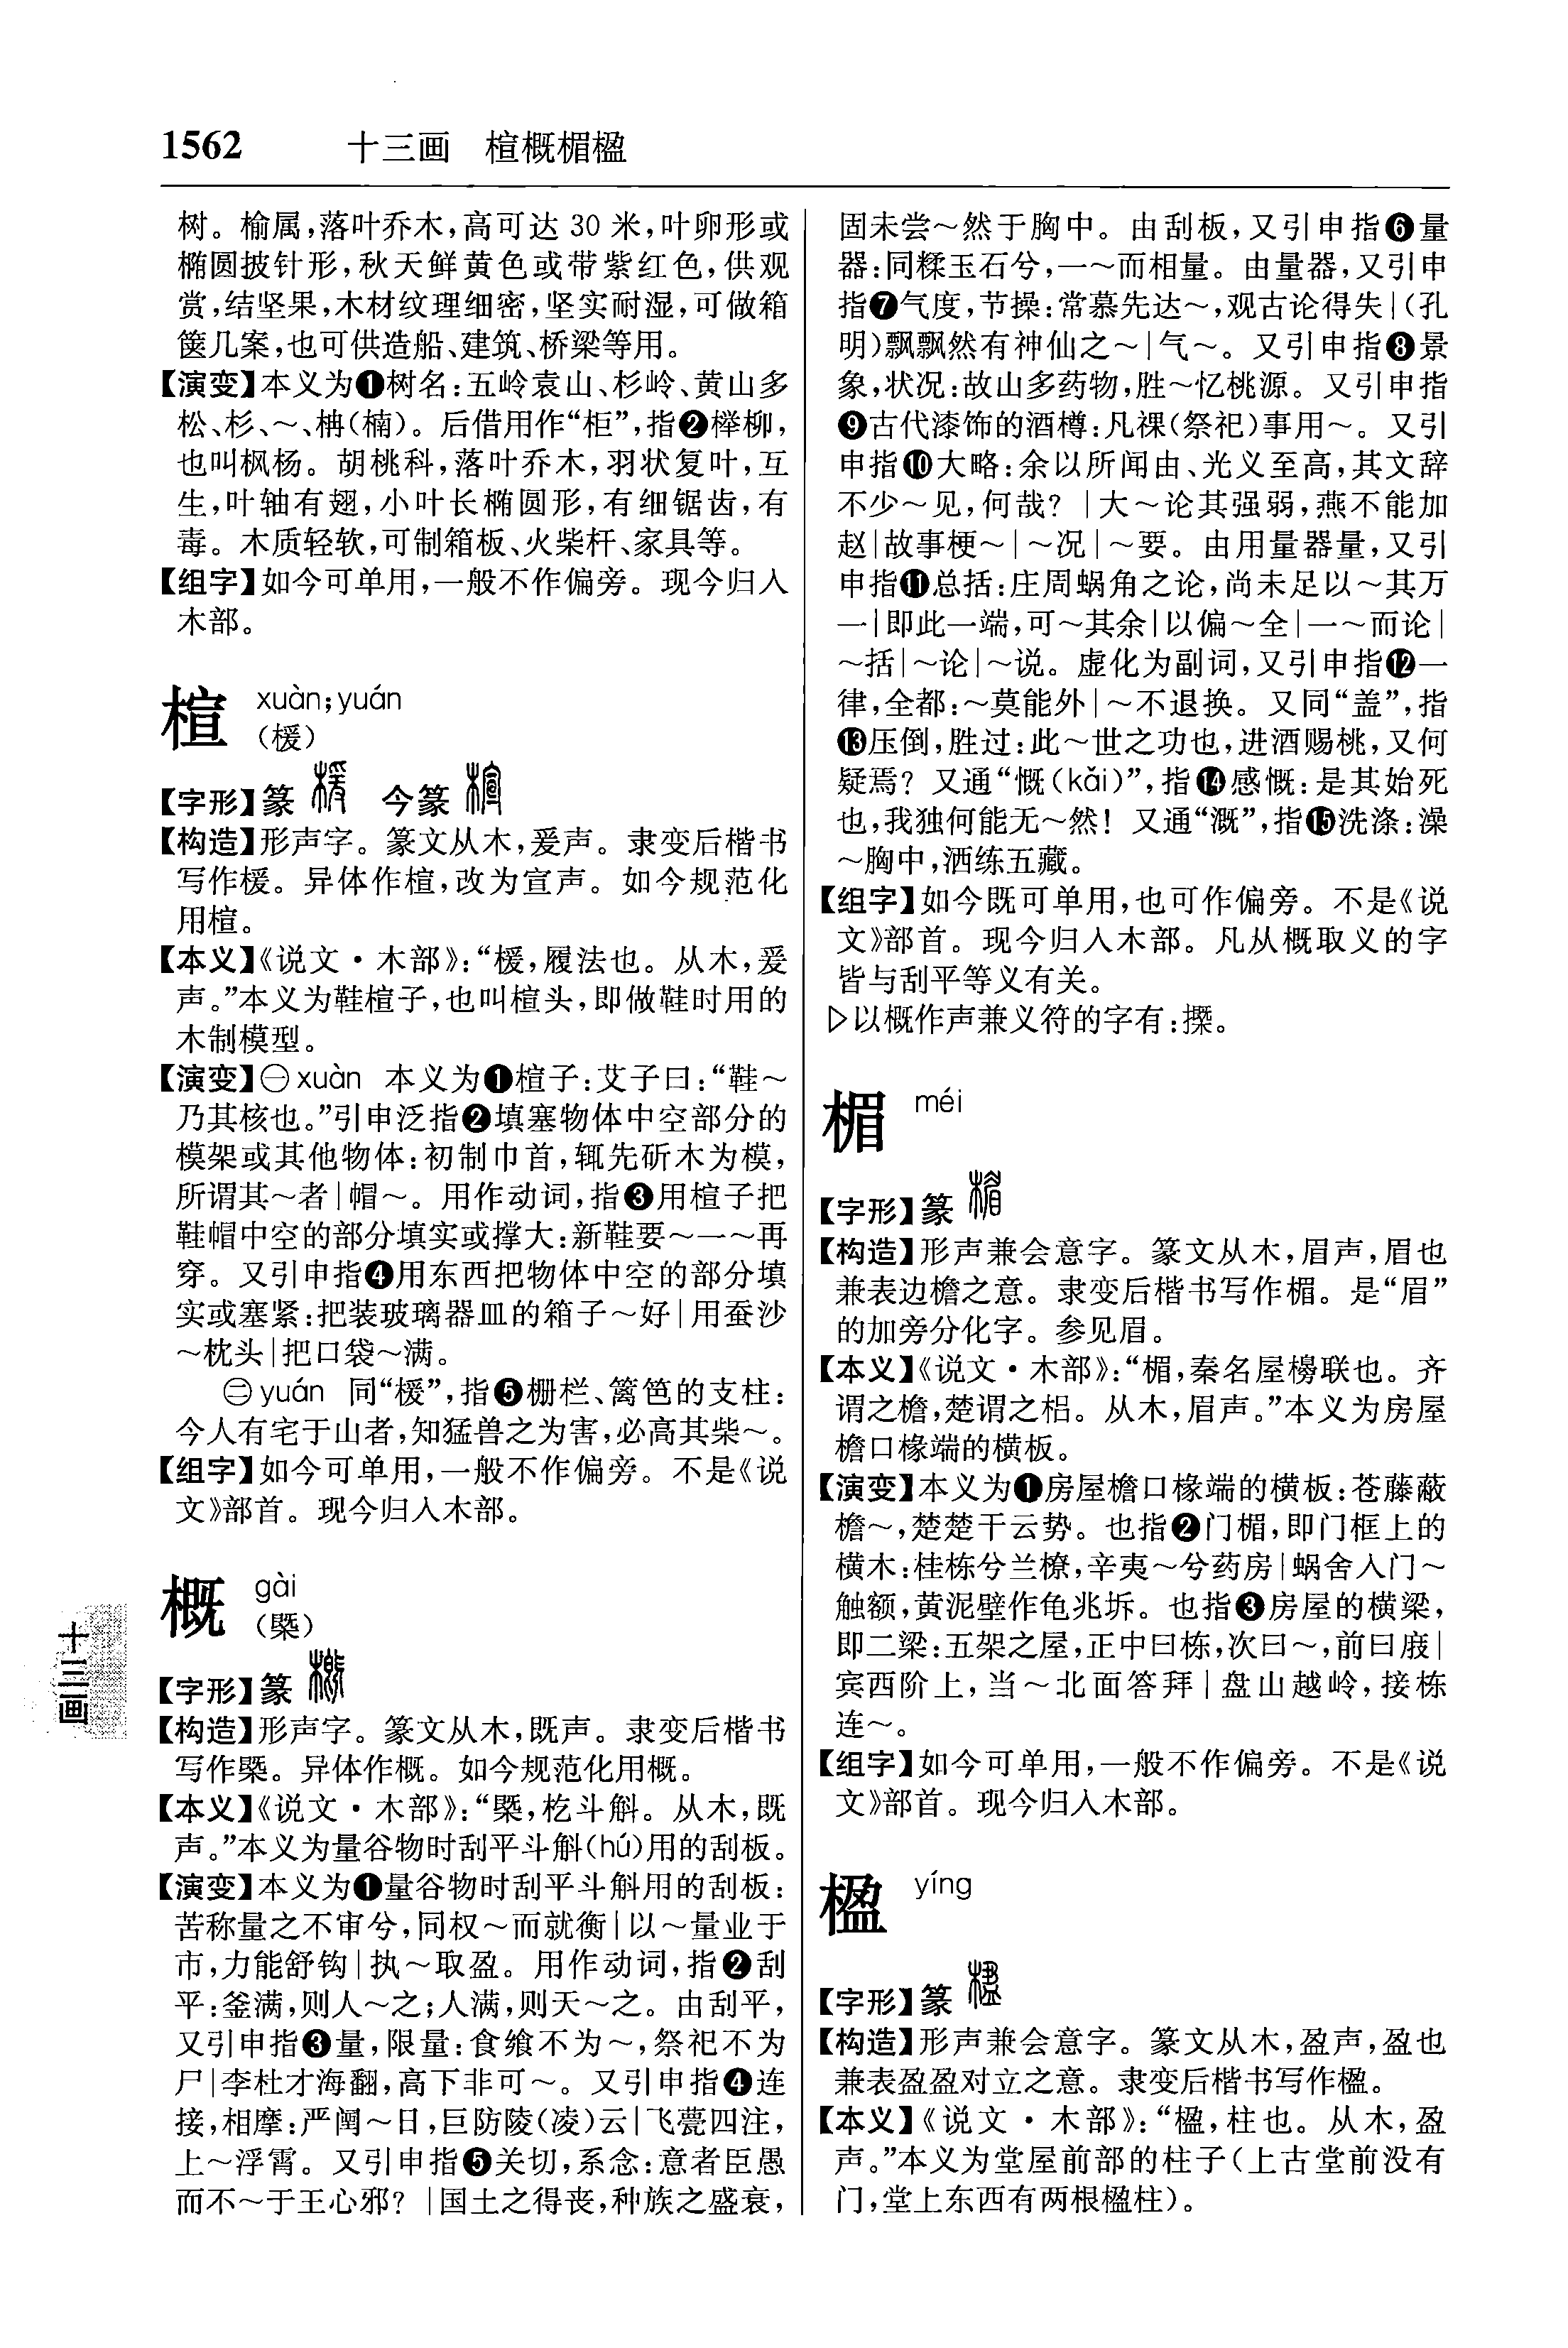 1562 十三画 楦概楣楹
树。榆属,落叶乔木,高可达 30 米,叶卵形或
椭圆披针形,秋天鲜黄色或带紫红色,供观
赏,结坚果,木材纹理细密,坚实耐湿,可做箱
箧几案,也可供造船、建筑、桥梁等用。
【演变】本义为❶树名:五岭袁山、杉岭、黄山多
松、杉、~、柟(楠)。后借用作“柜”,指❷榉柳,
也叫枫杨。胡桃科,落叶乔木,羽状复叶,互
生,叶轴有翅,小叶长椭圆形,有细锯齿,有
毒。木质轻软,可制箱板、火柴杆、家具等。
【组字】如今可单用,一般不作偏旁。现今归入
木部。
楦 xuàn;yuán
(楥)
【字形】篆 今篆
【构造】形声字。篆文从木,爰声。隶变后楷书
写作楥。异体作楦,改为宣声。如今规范化
用楦。
【本义】《说文·木部》:“楥,履法也。从木,爰
声。”本义为鞋楦子,也叫楦头,即做鞋时用的
木制模型。
【演变】㊀xuàn 本义为❶楦子:艾子曰:“鞋~
乃其核也。”引申泛指❷填塞物体中空部分的
模架或其他物体:初制巾首,辄先斫木为模,
所谓其~者|帽~。用作动词,指❸用楦子把
鞋帽中空的部分填实或撑大:新鞋要~一~再
穿。又引申指❹用东西把物体中空的部分填
实或塞紧:把装玻璃器皿的箱子~好|用蚕沙
~枕头|把口袋~满。
㊁yuán 同“楥”,指❺栅栏、篱笆的支柱:
今人有宅于山者,知猛兽之为害,必高其柴~。
【组字】如今可单用,一般不作偏旁。不是《说
文》部首。现今归入木部。
概 gài
(槩)
【字形】篆
【构造】形声字。篆文从木,既声。隶变后楷书
写作槩。异体作概。如今规范化用概。
【本义】《说文·木部》:“槩,杚斗斛。从木,既
声。”本义为量谷物时刮平斗斛(hú)用的刮板。
【演变】本义为❶量谷物时刮平斗斛用的刮板:
苦称量之不审兮,同权~而就衡|以~量业于
市,力能舒钩|执~取盈。用作动词,指❷刮
平:釜满,则人~之;人满,则天~之。由刮平,
又引申指❸量,限量:食飨不为~,祭祀不为
尸|李杜才海翻,高下非可~。又引申指❹连
接,相摩:严闱~日,巨防陵(凌)云|飞甍四注,
上~浮霄。又引申指❺关切,系念:意者臣愚
而不~于王心邪?|国土之得丧,种族之盛衰,
固未尝~然于胸中。由刮板,又引申指❻量
器:同糅玉石兮,一~而相量。由量器,又引申
指❼气度,节操:常慕先达~,观古论得失|(孔
明)飘飘然有神仙之~|气~。又引申指❽景
象,状况:故山多药物,胜~忆桃源。又引申指
❾古代漆饰的酒樽:凡祼(祭祀)事用~。又引
申指❿大略:余以所闻由、光义至高,其文辞
不少~见,何哉?|大~论其强弱,燕不能加
赵|故事梗~|~况|~要。由用量器量,又引
申指⓫总括:庄周蜗角之论,尚未足以~其万
一|即此一端,可~其余|以偏~全|一~而论|
~括|~论|~说。虚化为副词,又引申指⓬一
律,全都:~莫能外|~不退换。又同“盖”,指
⓭压倒,胜过:此~世之功也,进酒赐桃,又何
疑焉?又通“慨(kǎi)”,指⓮感慨:是其始死
也,我独何能无~然!又通“溉”,指⓯洗涤:澡
~胸中,洒练五藏。
【组字】如今既可单用,也可作偏旁。不是《说
文》部首。现今归入木部。凡从概取义的字
皆与刮平等义有关。
▷以概作声兼义符的字有:㩉。
楣 méi
【字形】篆
【构造】形声兼会意字。篆文从木,眉声,眉也
兼表边檐之意。隶变后楷书写作楣。是“眉”
的加旁分化字。参见眉。
【本义】《说文·木部》:“楣,秦名屋櫋联也。齐
谓之檐,楚谓之梠。从木,眉声。”本义为房屋
檐口椽端的横板。
【演变】本义为❶房屋檐口椽端的横板:苍藤蔽
檐~,楚楚干云势。也指❷门楣,即门框上的
横木:桂栋兮兰橑,辛夷~兮药房|蜗舍入门~
触额,黄泥壁作龟兆坼。也指❸房屋的横梁,
即二梁:五架之屋,正中曰栋,次曰~,前曰庪|
宾西阶上,当~北面答拜|盘山越岭,接栋
连~。
【组字】如今可单用,一般不作偏旁。不是《说
文》部首。现今归入木部。
楹 yíng
【字形】篆
【构造】形声兼会意字。篆文从木,盈声,盈也
兼表盈盈对立之意。隶变后楷书写作楹。
【本义】《说文·木部》:“楹,柱也。从木,盈
声。”本义为堂屋前部的柱子(上古堂前没有
门,堂上东西有两根楹柱)。
十三画